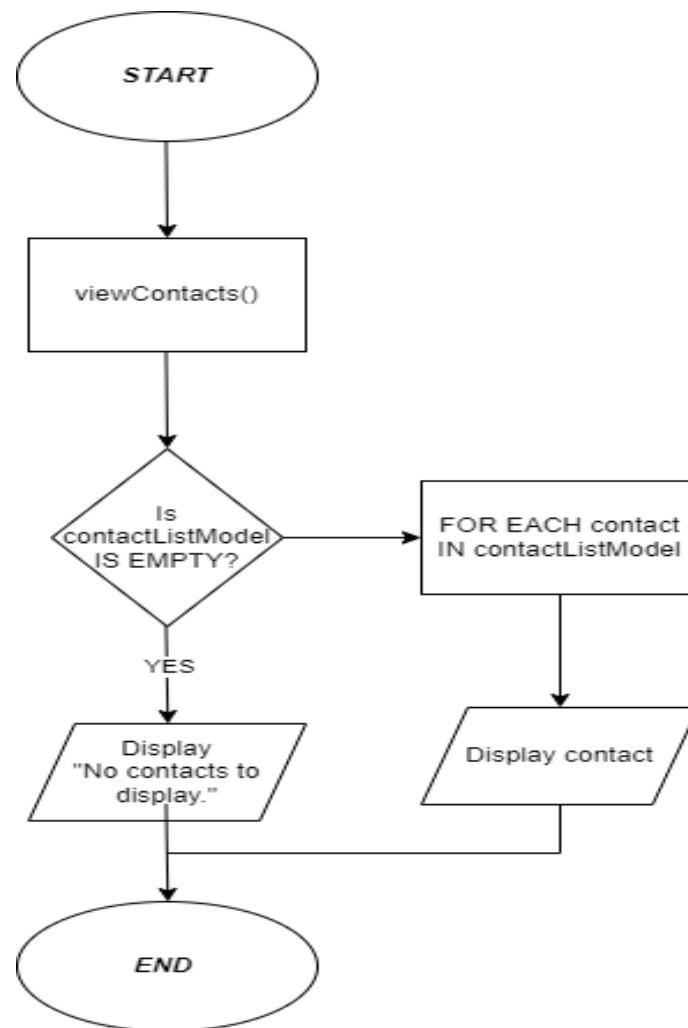 START
viewContacts()
Is
contactListModel
IS EMPTY?
FOR EACH contact
IN contactListModel
YES
Display
"No contacts to
display."
Display contact
END